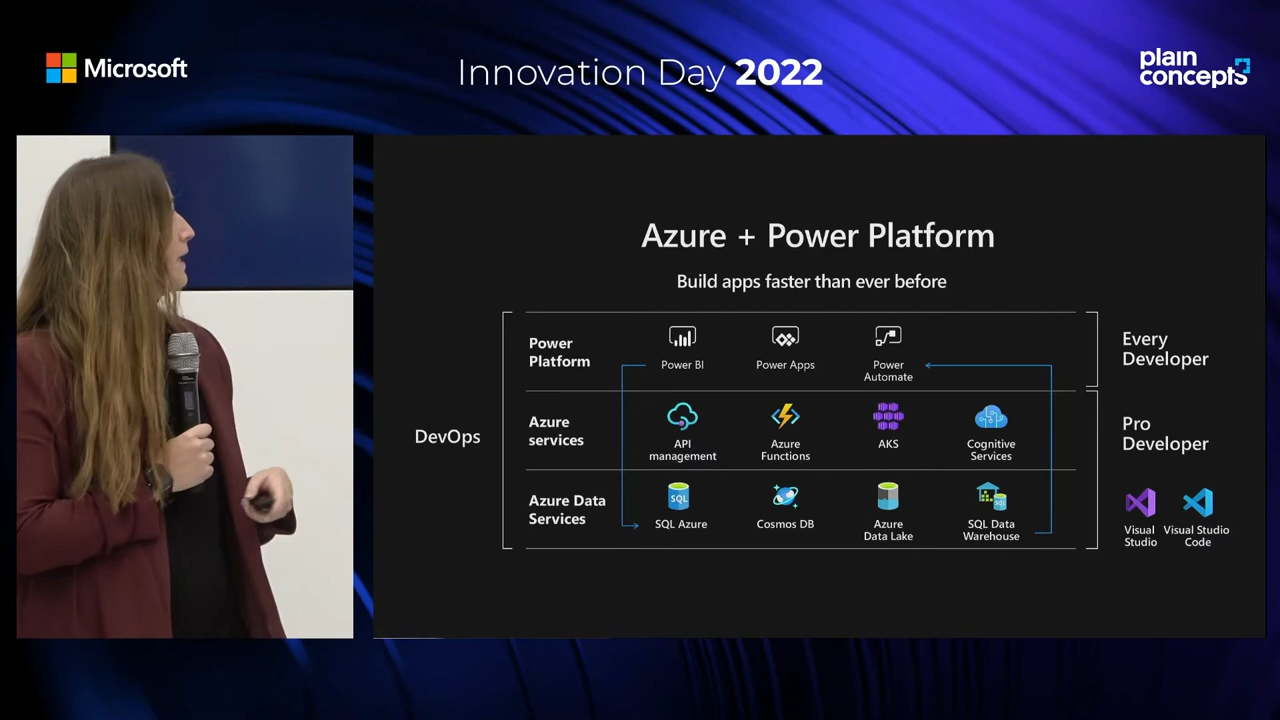 Microsoft
Innovation Day 2022
plain
concepts
Azure + Power Platform
Build apps faster than ever before
DevOps
Power
Platform
Power BI
Power Apps
Power
Automate
Every
Developer
Azure
services
API
management
Azure
Functions
AKS
Cognitive
Services
Pro
Developer
Azure Data
Services
SQL
SQL Azure
Cosmos DB
Azure
Data Lake
SQL
SQL Data
Warehouse
Visual
Studio
Visual Studio
Code